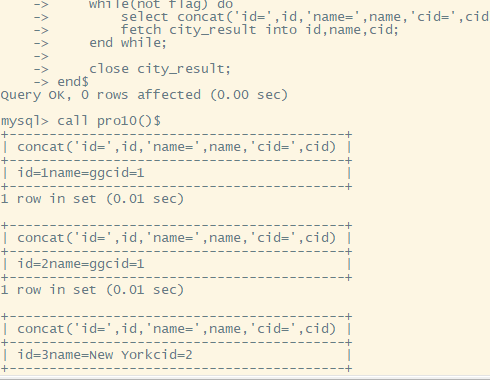 -> while(not flag) do
-> select concat('id=',id,'name=',name,'cid=',cid
-> fetch city_result into id,name,cid;
-> end while;
->
-> close city_result;
-> end$
Query OK, 0 rows affected (0.00 sec)
mysql> call pro10()$
+----------------------------------------+
| concat('id=',id,'name=',name,'cid=',cid) |
+----------------------------------------+
| id=1name=ggcid=1 |
+----------------------------------------+
1 row in set (0.01 sec)
+----------------------------------------+
| concat('id=',id,'name=',name,'cid=',cid) |
+----------------------------------------+
| id=2name=ggcid=1 |
+----------------------------------------+
1 row in set (0.01 sec)
+----------------------------------------+
| concat('id=',id,'name=',name,'cid=',cid) |
+----------------------------------------+
| id=3name=New Yorkcid=2 |
+----------------------------------------+